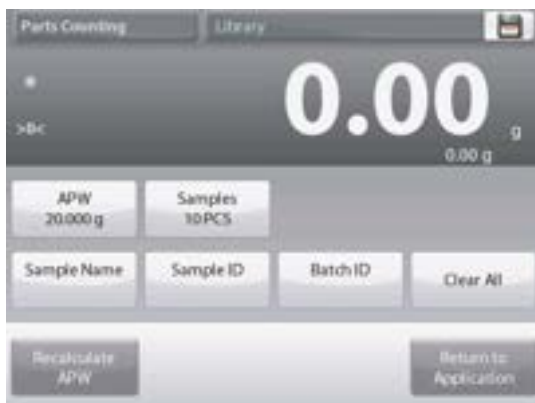 Parts Counting
Library
0.00
g
>0<
0.00 g
APW
20.000 g
Samples
10 PCS
Sample Name
Sample ID
Batch ID
Clear All
Recalculate
APW
Return to
Application